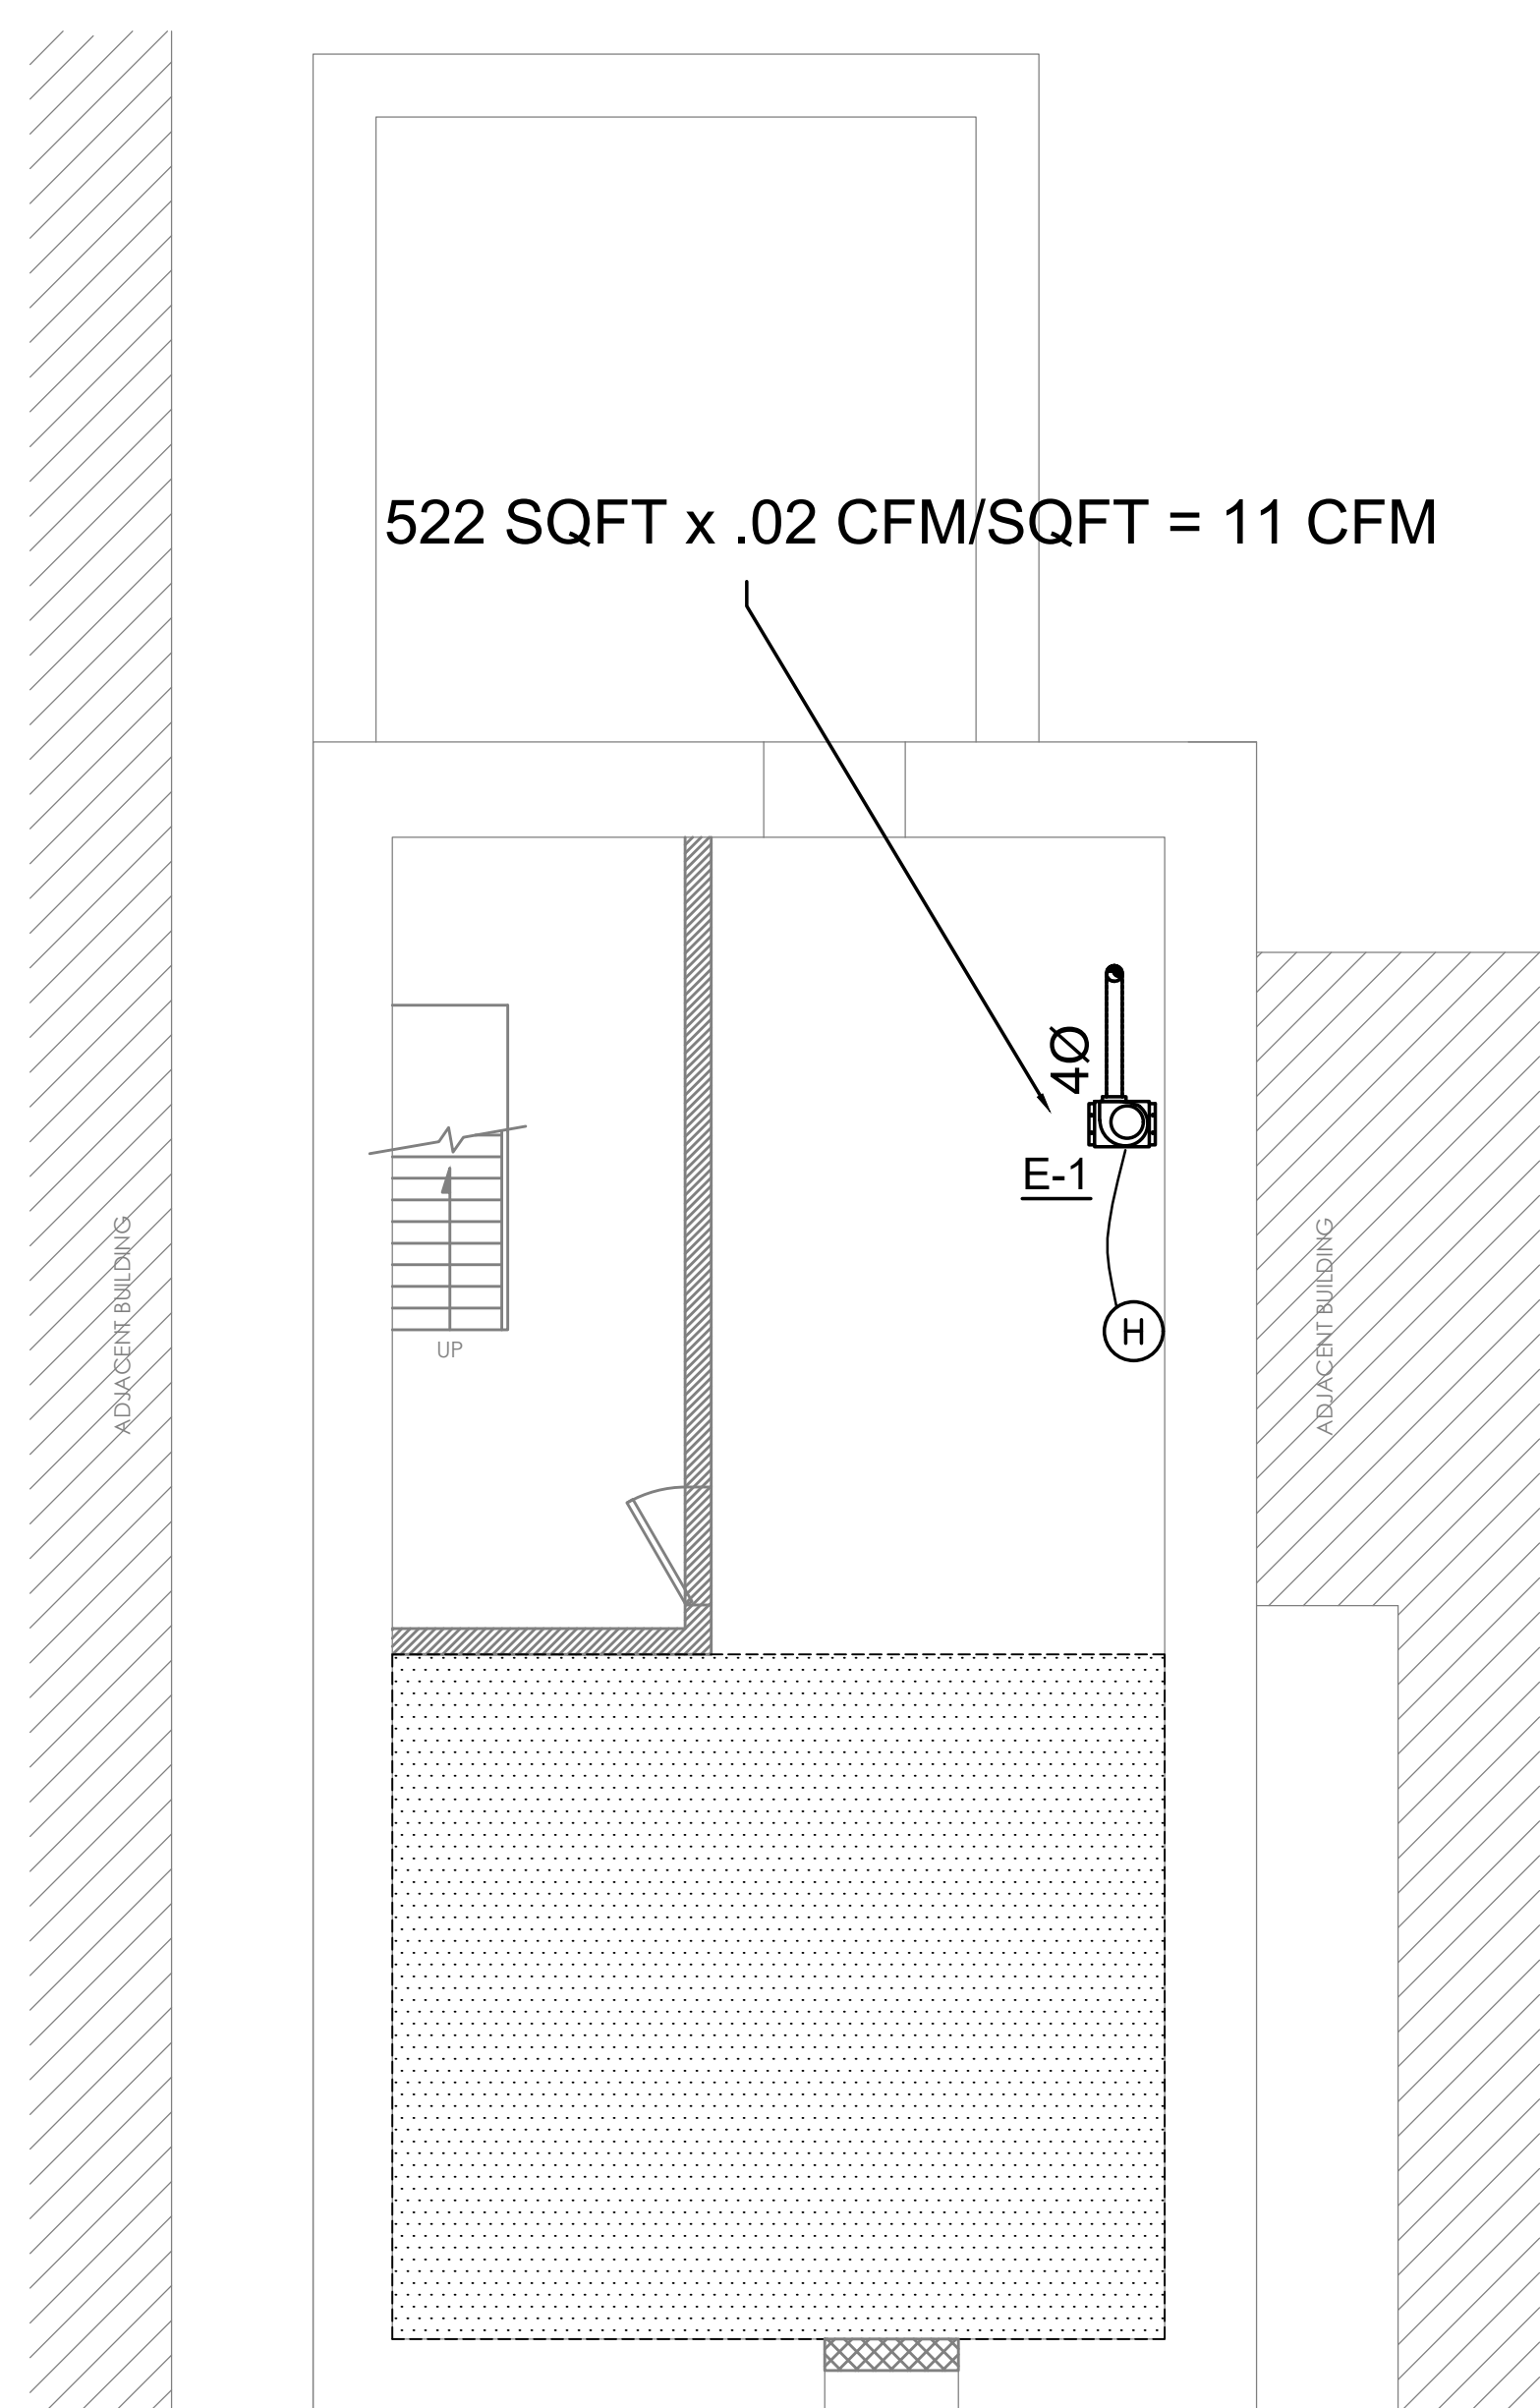 522 SQFT x .02 CFM/SQFT = 11 CFM
4Ø
E-1
H
UP
ADJACENT BUILDING
ADJACENT BUILDING